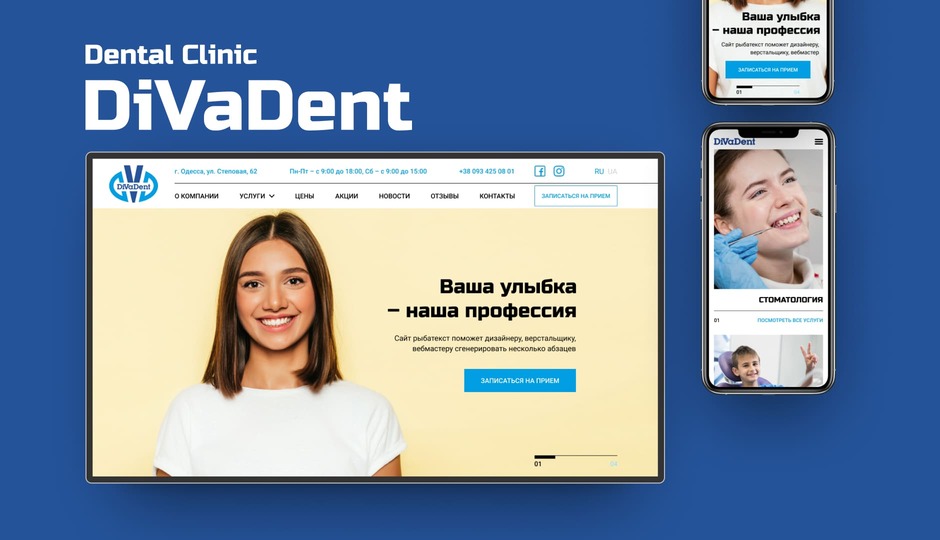 Dental Clinic
DiVaDent
DiVaDent
г. Одесса, ул. Степовая, 62
Пн-Пт – с 9:00 до 18:00, Сб – с 9:00 до 15:00
+38 093 425 08 01
RU UA
О КОМПАНИИ
УСЛУГИ
ЦЕНЫ
АКЦИИ
НОВОСТИ
ОТЗЫВЫ
КОНТАКТЫ
ЗАПИСАТЬСЯ НА ПРИЕМ
Ваша улыбка
– наша профессия
Сайт рыбатекст поможет дизайнеру, верстальщику,
вебмастеру сгенерировать несколько абзацев
ЗАПИСАТЬСЯ НА ПРИЕМ
01
04
Ваша улыбка
– наша профессия
Сайт рыбатекст поможет дизайнеру,
верстальщику, вебмастер
ЗАПИСАТЬСЯ НА ПРИЕМ
01
DiVaDent
СТОМАТОЛОГИЯ
01
ПОСМОТРЕТЬ ВСЕ УСЛУГИ